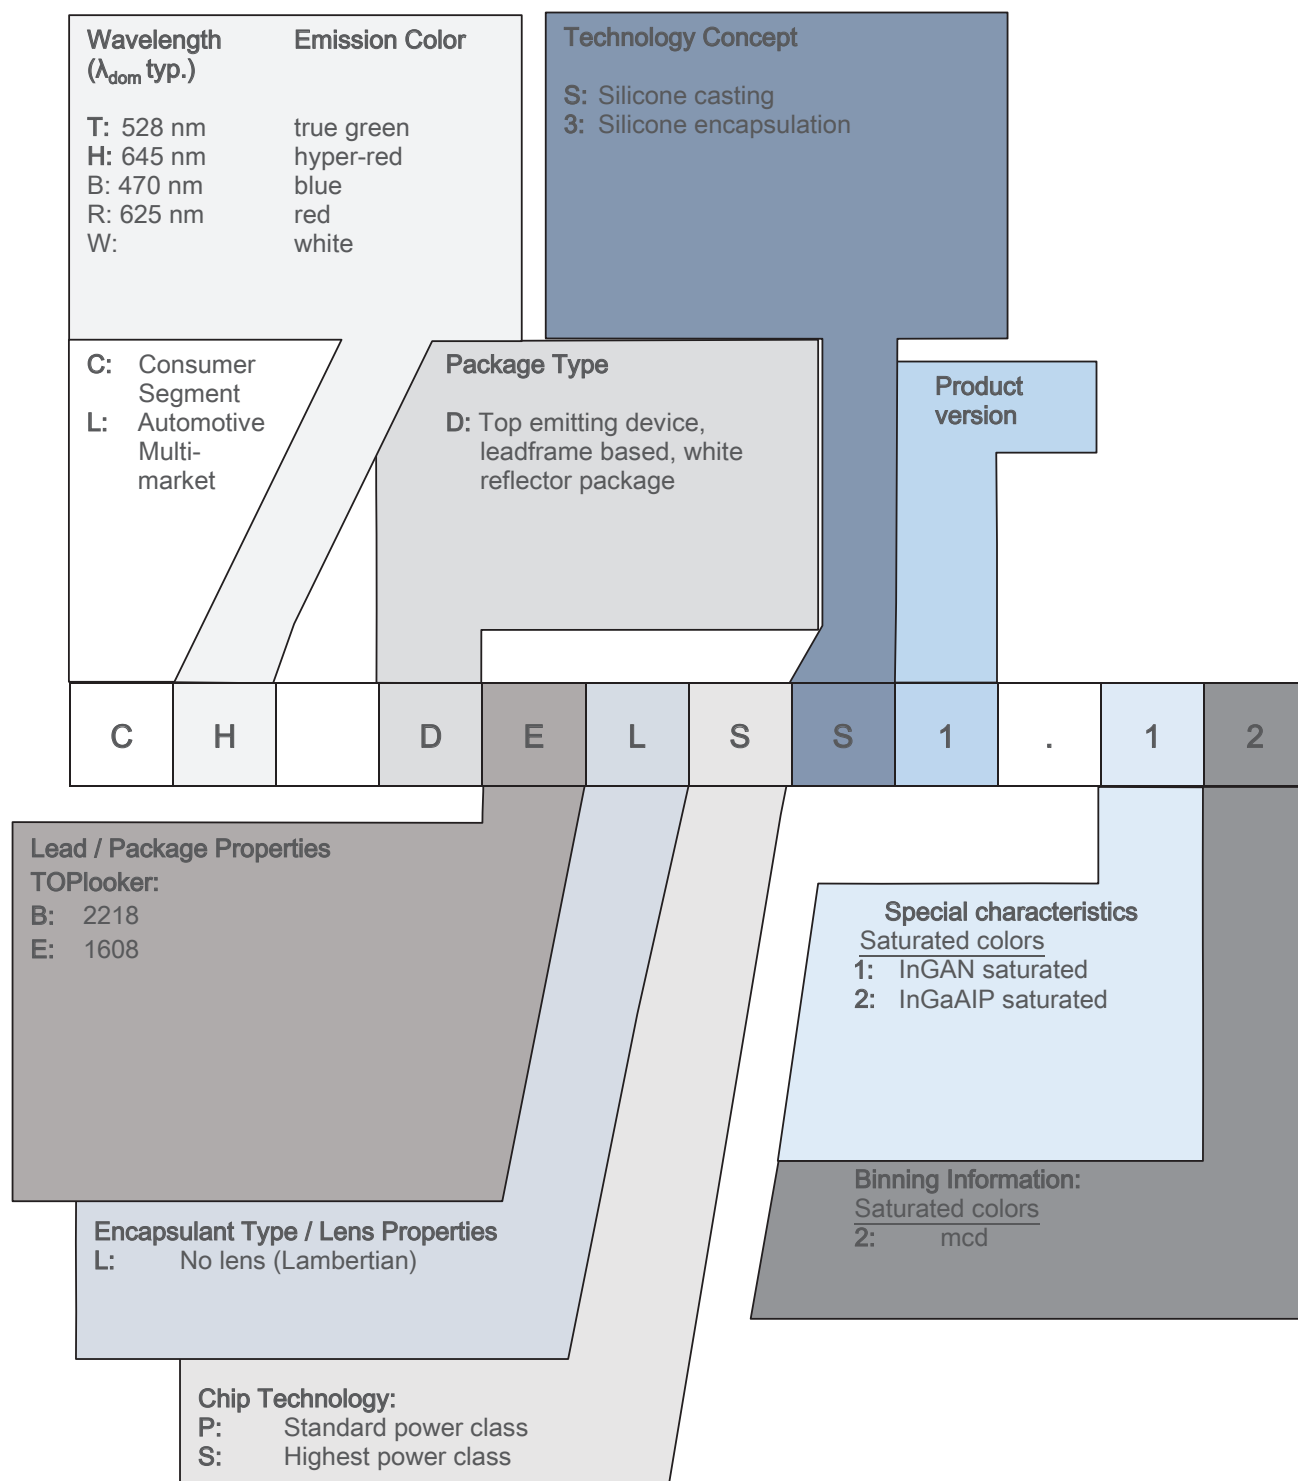 Wavelength Emission Color
(λdom typ.)
T: 528 nm true green
H: 645 nm hyper-red
B: 470 nm blue
R: 625 nm red
W: white
Technology Concept
S: Silicone casting
3: Silicone encapsulation
C: Consumer
Segment
L: Automotive
Multi-
market
Package Type
D: Top emitting device,
leadframe based, white
reflector package
Product
version
C H D E L S S 1 . 1 2
Lead / Package Properties
TOPlooker:
B: 2218
E: 1608
Special characteristics
Saturated colors
1: InGAN saturated
2: InGaAIP saturated
Binning Information:
Saturated colors
2: mcd
Encapsulant Type / Lens Properties
L: No lens (Lambertian)
Chip Technology:
P: Standard power class
S: Highest power class